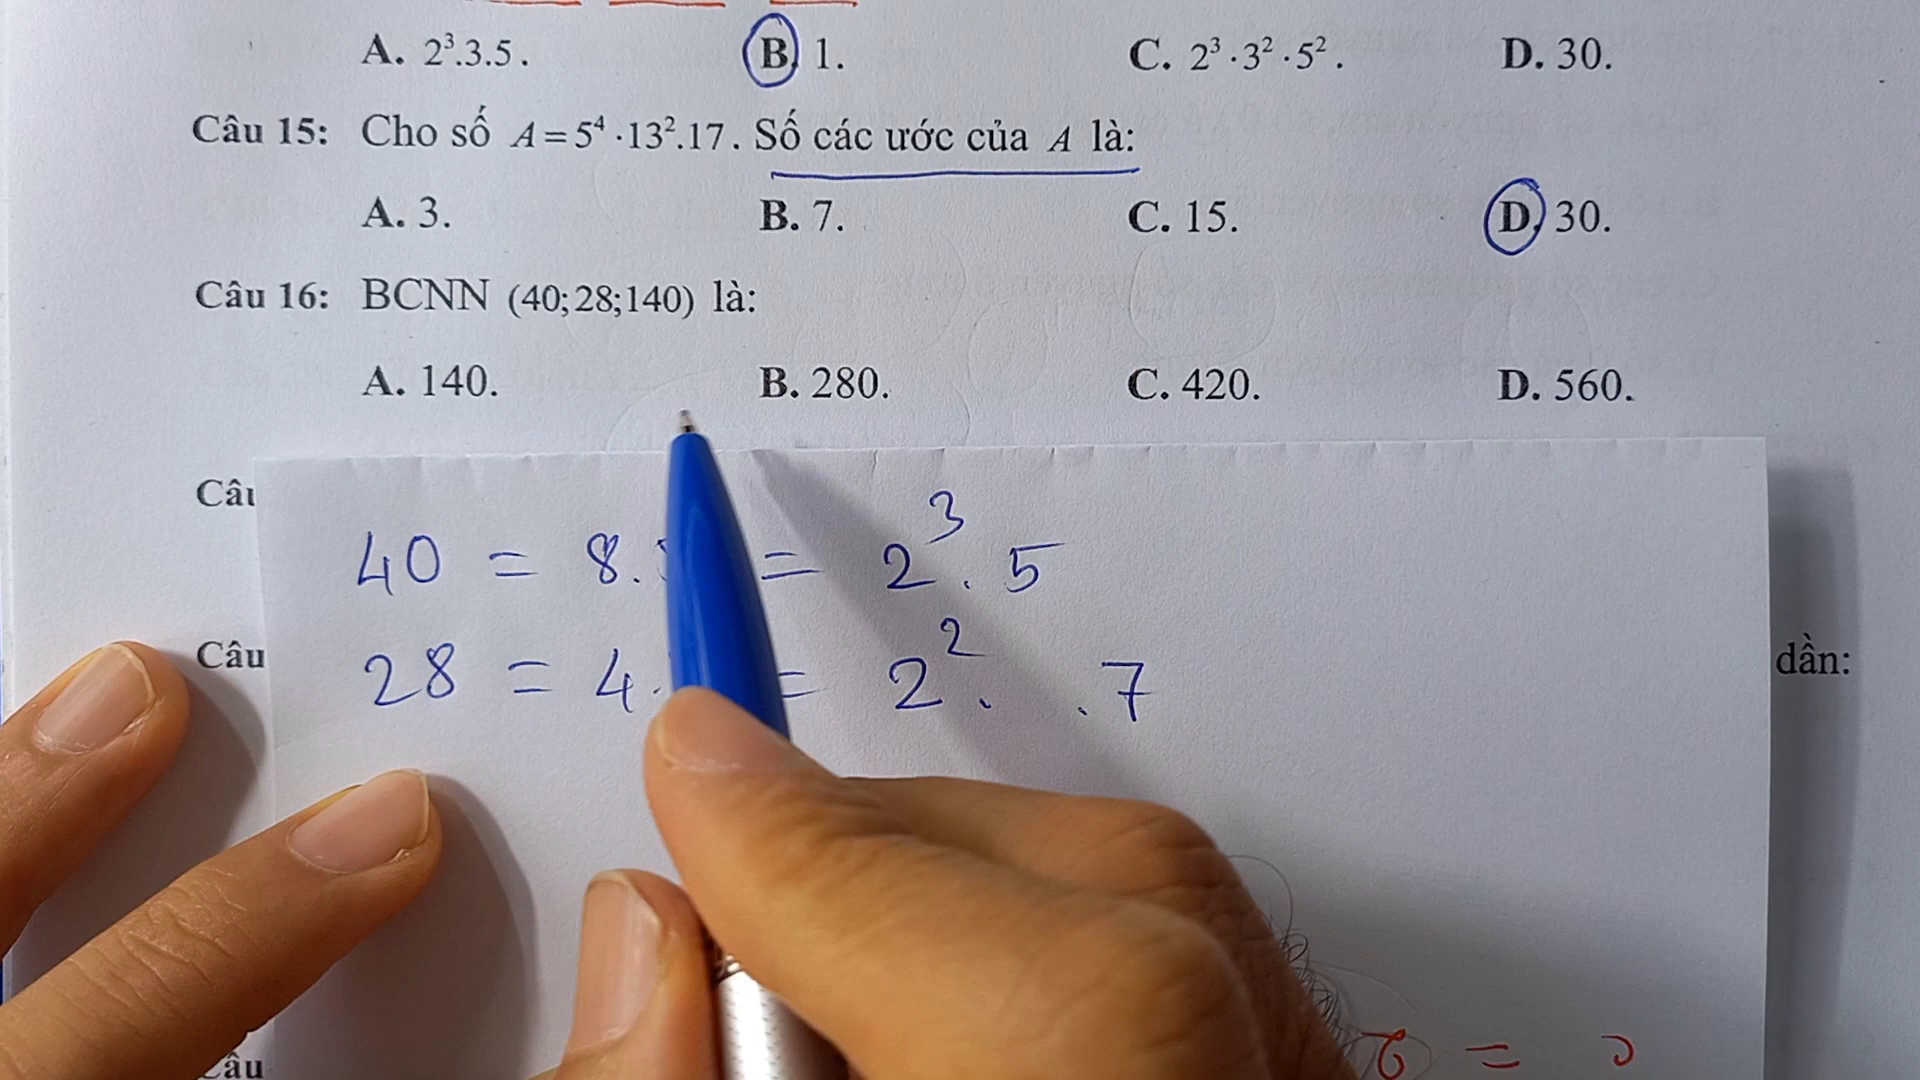 A. 2³.3.5. B. 1. C. 2³·3²·5². D. 30.
Câu 15: Cho số A = 5⁴·13².17. Số các ước của A là:
A. 3. B. 7. C. 15. D. 30.
Câu 16: BCNN (40;28;140) là:
A. 140. B. 280. C. 420. D. 560.
40 = 8. = 2³ . 5
Câu dần:
28 = 4. = 2² . . 7